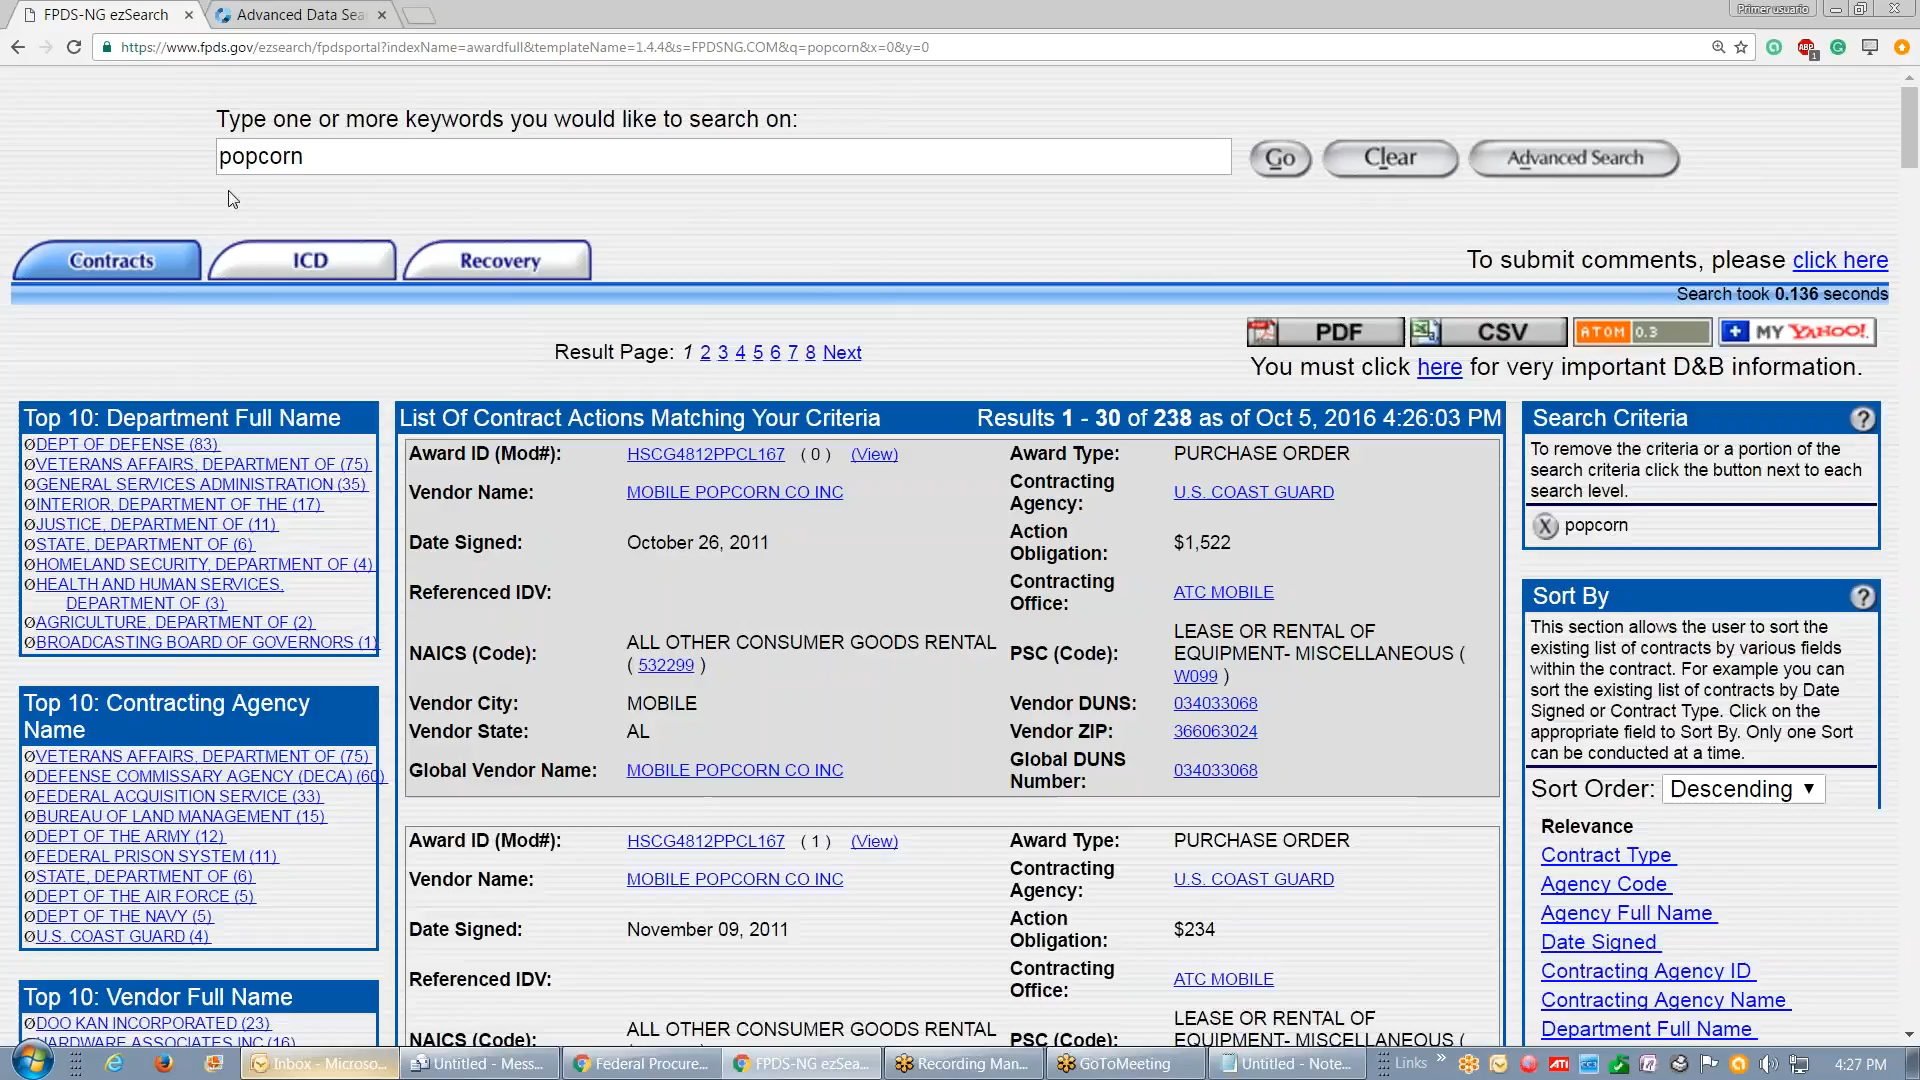 FPDS-NG ezSearch
Advanced Data Sea
Primer usuario
https://www.fpds.gov/ezsearch/fpdsportal?indexName=awardfull&templateName=1.4.4&s=FPDSNG.COM&q=popcorn&x=0&y=0
Type one or more keywords you would like to search on:
popcorn
Go
Clear
Advanced Search
Contracts
ICD
Recovery
To submit comments, please click here
Search took 0.136 seconds
PDF
CSV
ATOM 0.3
MY YAHOO!
Result Page: 1 2 3 4 5 6 7 8 Next
You must click here for very important D&B information.
Top 10: Department Full Name
DEPT OF DEFENSE (83)
VETERANS AFFAIRS, DEPARTMENT OF (75)
GENERAL SERVICES ADMINISTRATION (35)
INTERIOR, DEPARTMENT OF THE (17)
JUSTICE, DEPARTMENT OF (11)
STATE, DEPARTMENT OF (6)
HOMELAND SECURITY, DEPARTMENT OF (4)
HEALTH AND HUMAN SERVICES,
DEPARTMENT OF (3)
AGRICULTURE, DEPARTMENT OF (2)
BROADCASTING BOARD OF GOVERNORS (1)
Top 10: Contracting Agency
Name
VETERANS AFFAIRS, DEPARTMENT OF (75)
DEFENSE COMMISSARY AGENCY (DECA) (60)
FEDERAL ACQUISITION SERVICE (33)
BUREAU OF LAND MANAGEMENT (15)
DEPT OF THE ARMY (12)
FEDERAL PRISON SYSTEM (11)
STATE, DEPARTMENT OF (6)
DEPT OF THE AIR FORCE (5)
DEPT OF THE NAVY (5)
U.S. COAST GUARD (4)
Top 10: Vendor Full Name
DOO KAN INCORPORATED (23)
HARDWARE ASSOCIATES INC (16)
List Of Contract Actions Matching Your Criteria
Results 1 - 30 of 238 as of Oct 5, 2016 4:26:03 PM
Award ID (Mod#): HSCG4812PPCL167 ( 0 ) (View)
Award Type: PURCHASE ORDER
Vendor Name: MOBILE POPCORN CO INC
Contracting
Agency: U.S. COAST GUARD
Date Signed: October 26, 2011
Action
Obligation: $1,522
Referenced IDV:
Contracting
Office: ATC MOBILE
NAICS (Code): ALL OTHER CONSUMER GOODS RENTAL
( 532299 )
PSC (Code): LEASE OR RENTAL OF
EQUIPMENT- MISCELLANEOUS (
W099 )
Vendor City: MOBILE
Vendor DUNS: 034033068
Vendor State: AL
Vendor ZIP: 366063024
Global Vendor Name: MOBILE POPCORN CO INC
Global DUNS
Number: 034033068
Award ID (Mod#): HSCG4812PPCL167 ( 1 ) (View)
Award Type: PURCHASE ORDER
Vendor Name: MOBILE POPCORN CO INC
Contracting
Agency: U.S. COAST GUARD
Date Signed: November 09, 2011
Action
Obligation: $234
Referenced IDV:
Contracting
Office: ATC MOBILE
NAICS (Code): ALL OTHER CONSUMER GOODS RENTAL
PSC (Code): LEASE OR RENTAL OF
EQUIPMENT- MISCELLANEOUS (
Search Criteria
To remove the criteria or a portion of the
search criteria click the button next to each
search level.
X popcorn
Sort By
This section allows the user to sort the
existing list of contracts by various fields
within the contract. For example you can
sort the existing list of contracts by Date
Signed or Contract Type. Click on the
appropriate field to Sort By. Only one Sort
can be conducted at a time.
Sort Order: Descending
Relevance
Contract Type
Agency Code
Agency Full Name
Date Signed
Contracting Agency ID
Contracting Agency Name
Department Full Name
Inbox - Microso...
Untitled - Mess...
Federal Procure...
FPDS-NG ezSea...
Recording Man...
GoToMeeting
Untitled - Note...
Links
4:27 PM